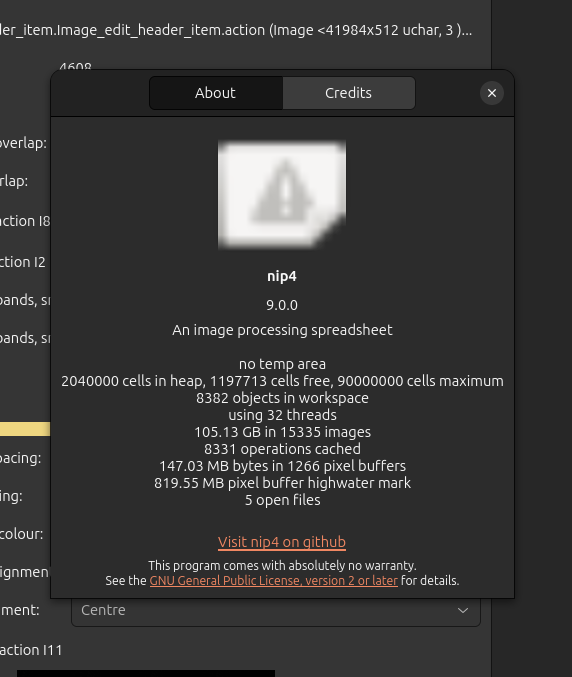 der_item.Image_edit_header_item.action (Image <41984x512 uchar, 3 )...
4608
About
Credits
overlap:
rlap:
action I8
ction I2
bands, sr
bands, sr
nip4
9.0.0
An image processing spreadsheet
no temp area
2040000 cells in heap, 1197713 cells free, 90000000 cells maximum
8382 objects in workspace
using 32 threads
105.13 GB in 15335 images
8331 operations cached
147.03 MB bytes in 1266 pixel buffers
819.55 MB pixel buffer highwater mark
5 open files
pacing:
ing:
colour:
ignment
Visit nip4 on github
This program comes with absolutely no warranty.
See the GNU General Public License, version 2 or later for details.
ment:
Centre
action I11